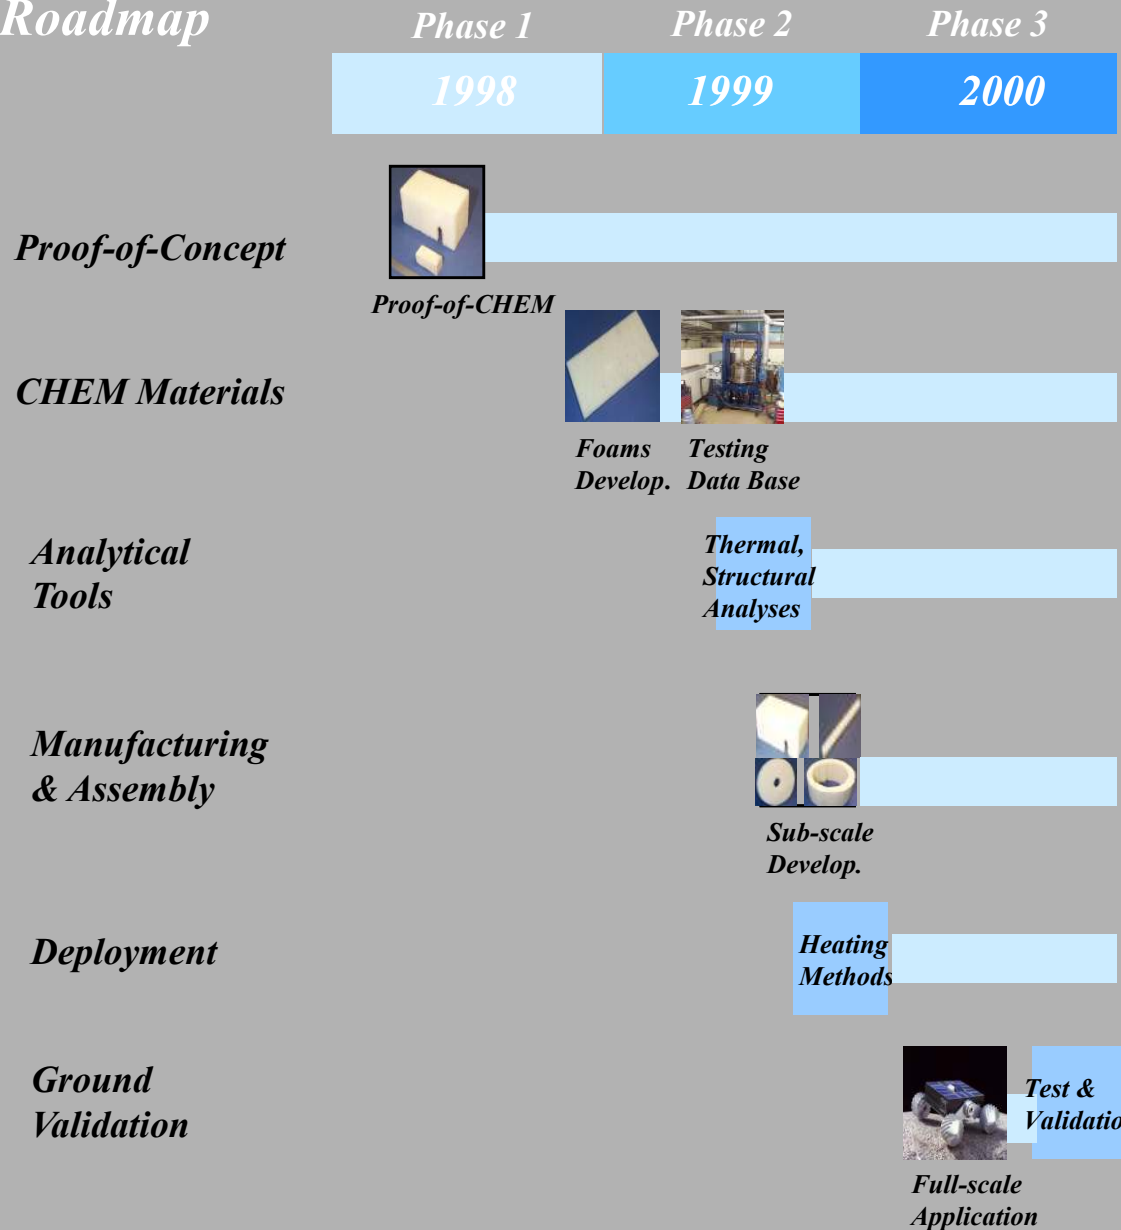 Roadmap
Phase 1
Phase 2
Phase 3
1998
1999
2000
Proof-of-Concept
Proof-of-CHEM
CHEM Materials
Foams
Develop.
Testing
Data Base
Analytical
Tools
Thermal,
Structural
Analyses
Manufacturing
& Assembly
Sub-scale
Develop.
Deployment
Heating
Methods
Ground
Validation
Test &
Validatio
Full-scale
Application